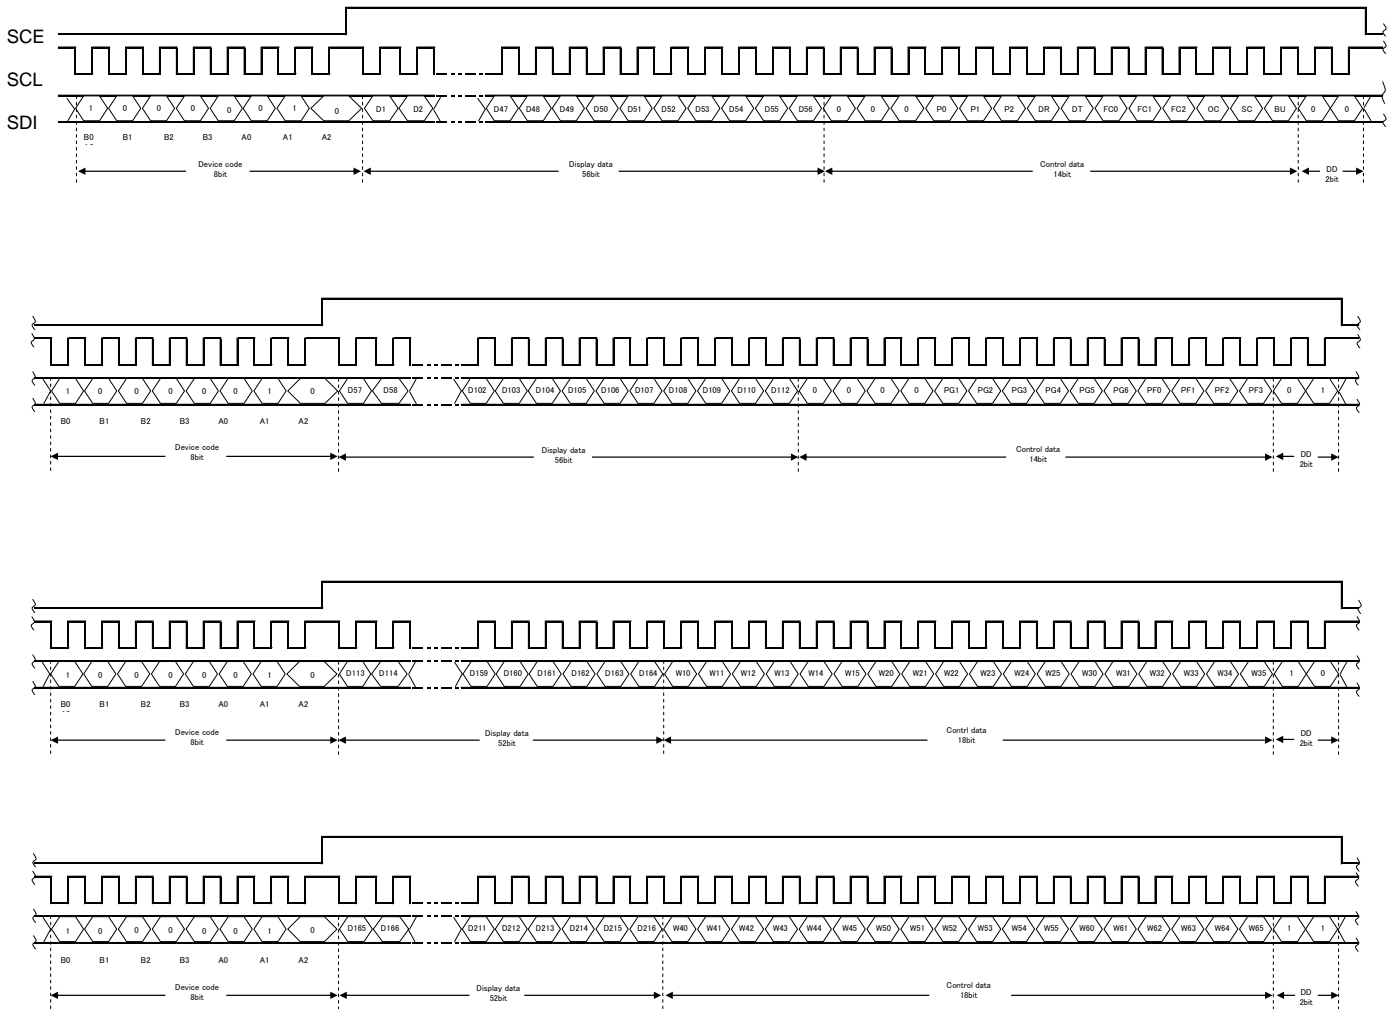 SCE
SCL
SDI
1 0 0 0 0 0 1 0 D1 D2 D47 D48 D49 D50 D51 D52 D53 D54 D55 D56 0 0 0 P0 P1 P2 DR DT FC0 FC1 FC2 OC SC BU 0 0
B0 B1 B2 B3 A0 A1 A2
Device code 8bit Display data 56bit Control data 14bit DD 2bit
1 0 0 0 0 0 1 0 D57 D58 D102 D103 D104 D105 D106 D107 D108 D109 D110 D112 0 0 0 0 PG1 PG2 PG3 PG4 PG5 PG6 PF0 PF1 PF2 PF3 0 1
B0 B1 B2 B3 A0 A1 A2
Device code 8bit Display data 56bit Control data 14bit DD 2bit
1 0 0 0 0 0 1 0 D113 D114 D159 D160 D161 D162 D163 D164 W10 W11 W12 W13 W14 W15 W20 W21 W22 W23 W24 W25 W30 W31 W32 W33 W34 W35 1 0
B0 B1 B2 B3 A0 A1 A2
Device code 8bit Display data 52bit Contrl data 18bit DD 2bit
1 0 0 0 0 0 1 0 D165 D166 D211 D212 D213 D214 D215 D216 W40 W41 W42 W43 W44 W45 W50 W51 W52 W53 W54 W55 W60 W61 W62 W63 W64 W65 1 1
B0 B1 B2 B3 A0 A1 A2
Device code 8bit Display data 52bit Control data 18bit DD 2bit